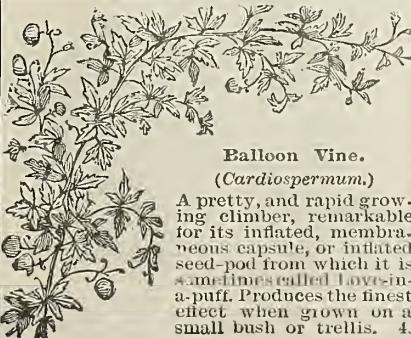 Balloon Vine.
(Cardiospermum.)
A pretty, and rapid grow-
ing climber, remarkable
for its inflated, membra-
neous capsule, or inflated
seed-pod from which it is
sometimes called Love-in-
a-puff. Produces the finest
effect when grown on a
small bush or trellis. 4.